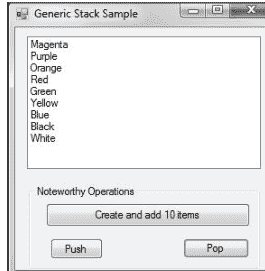 Generic Stack Sample
Magenta
Purple
Orange
Red
Green
Yellow
Blue
Black
White
Noteworthy Operations
Create and add 10 items
Push
Pop